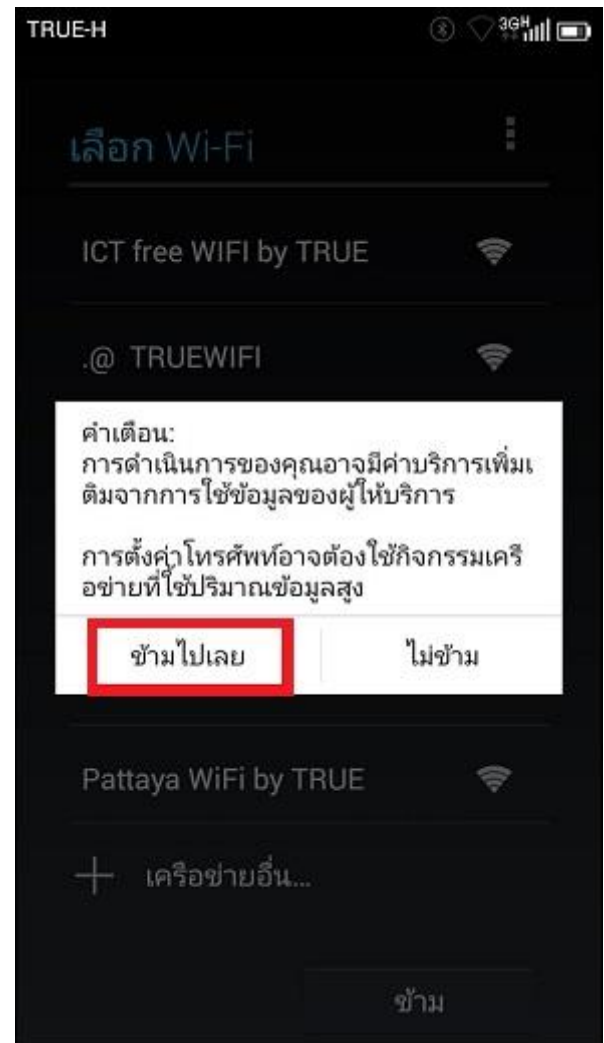 TRUE-H
3GH
เลือก Wi-Fi
ICT free WIFI by TRUE
.@ TRUEWIFI
คำเตือน:
การดำเนินการของคุณอาจมีค่าบริการเพิ่มเ
ติมจากการใช้ข้อมูลของผู้ให้บริการ
การตั้งค่าโทรศัพท์อาจต้องใช้กิจกรรมเครื
อข่ายที่ใช้ปริมาณข้อมูลสูง
ข้ามไปเลย
ไม่ข้าม
Pattaya WiFi by TRUE
เครือข่ายอื่น...
ข้าม